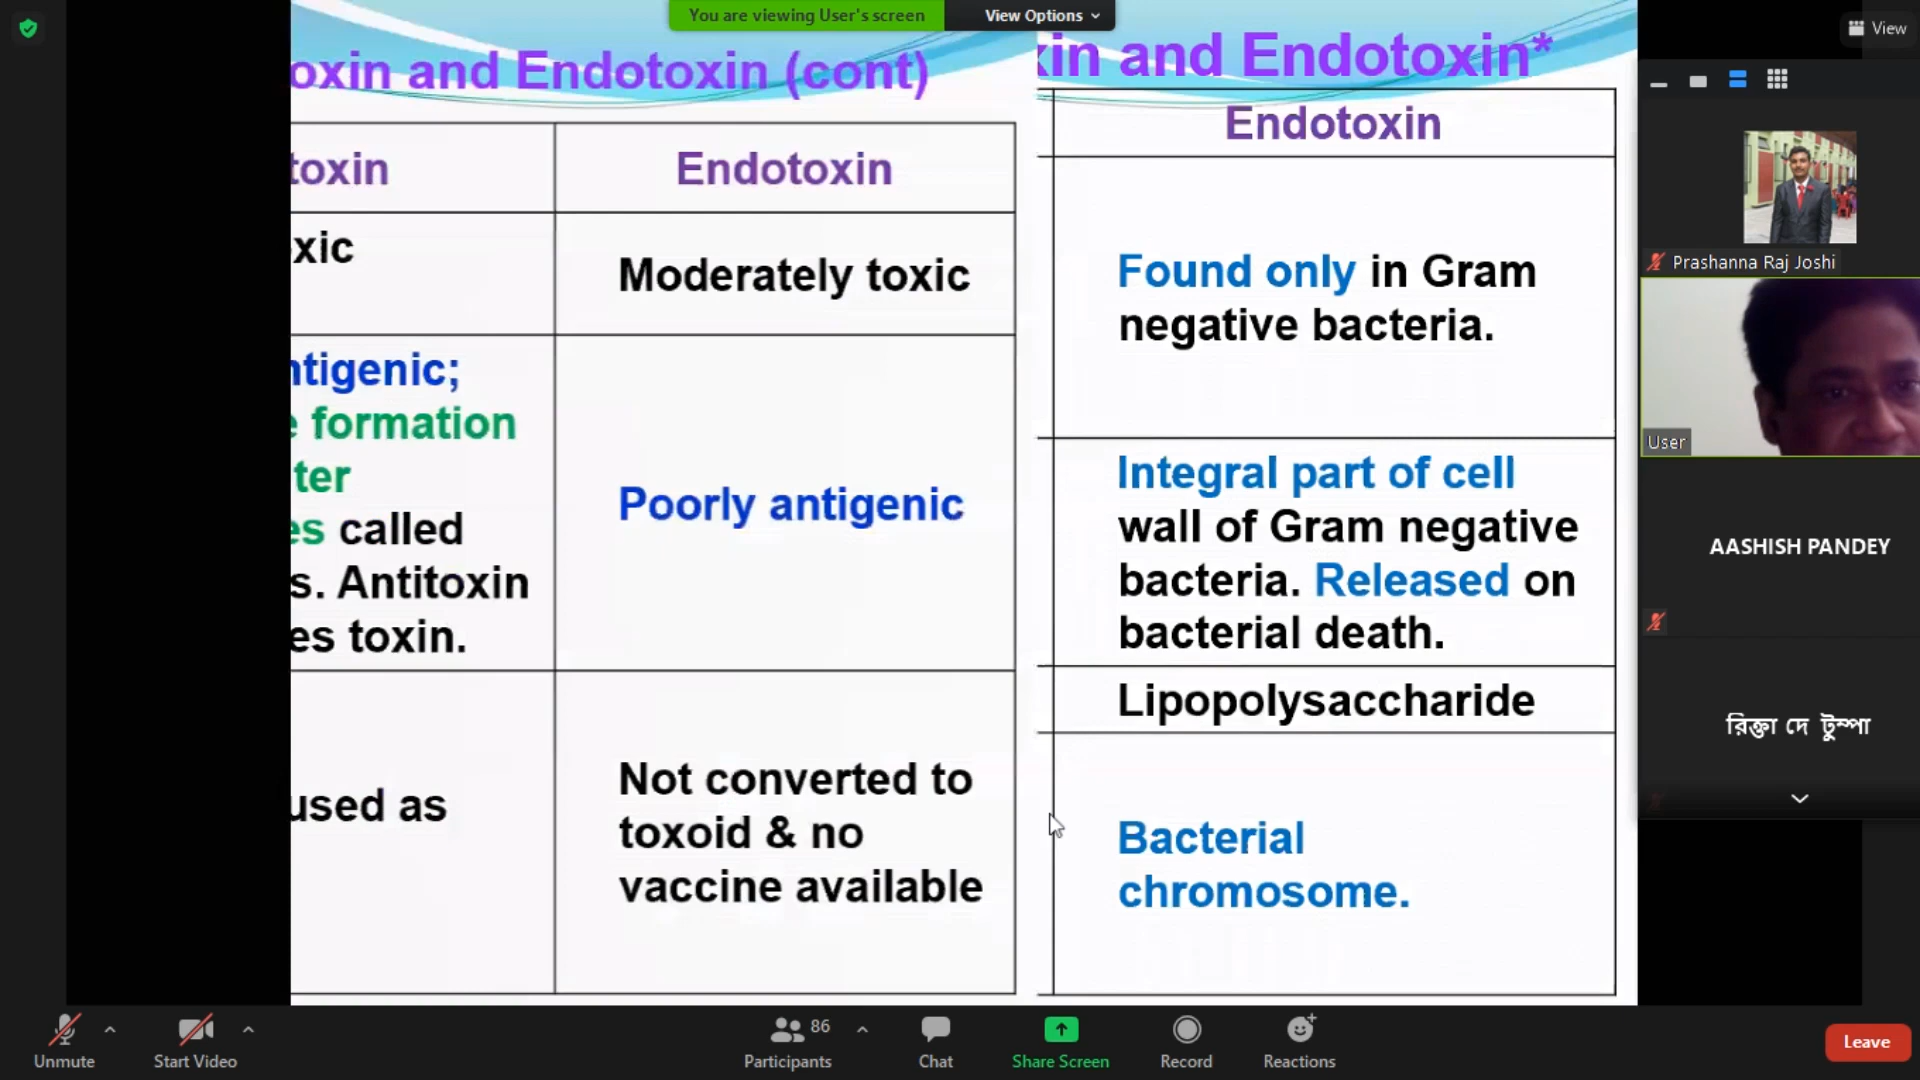 You are viewing User's screen
View Options
View
oxin and Endotoxin (cont)
toxin
Endotoxin
xic
Moderately toxic
ntigenic;
e formation
ter
es called
s. Antitoxin
es toxin.
Poorly antigenic
used as
Not converted to
toxoid & no
vaccine available
xin and Endotoxin*
Endotoxin
Found only in Gram
negative bacteria.
Integral part of cell
wall of Gram negative
bacteria. Released on
bacterial death.
Lipopolysaccharide
Bacterial
chromosome.
Prashanna Raj Joshi
User
AASHISH PANDEY
রিক্তা দে টুম্পা
Unmute
Start Video
86
Participants
Chat
Share Screen
Record
Reactions
Leave